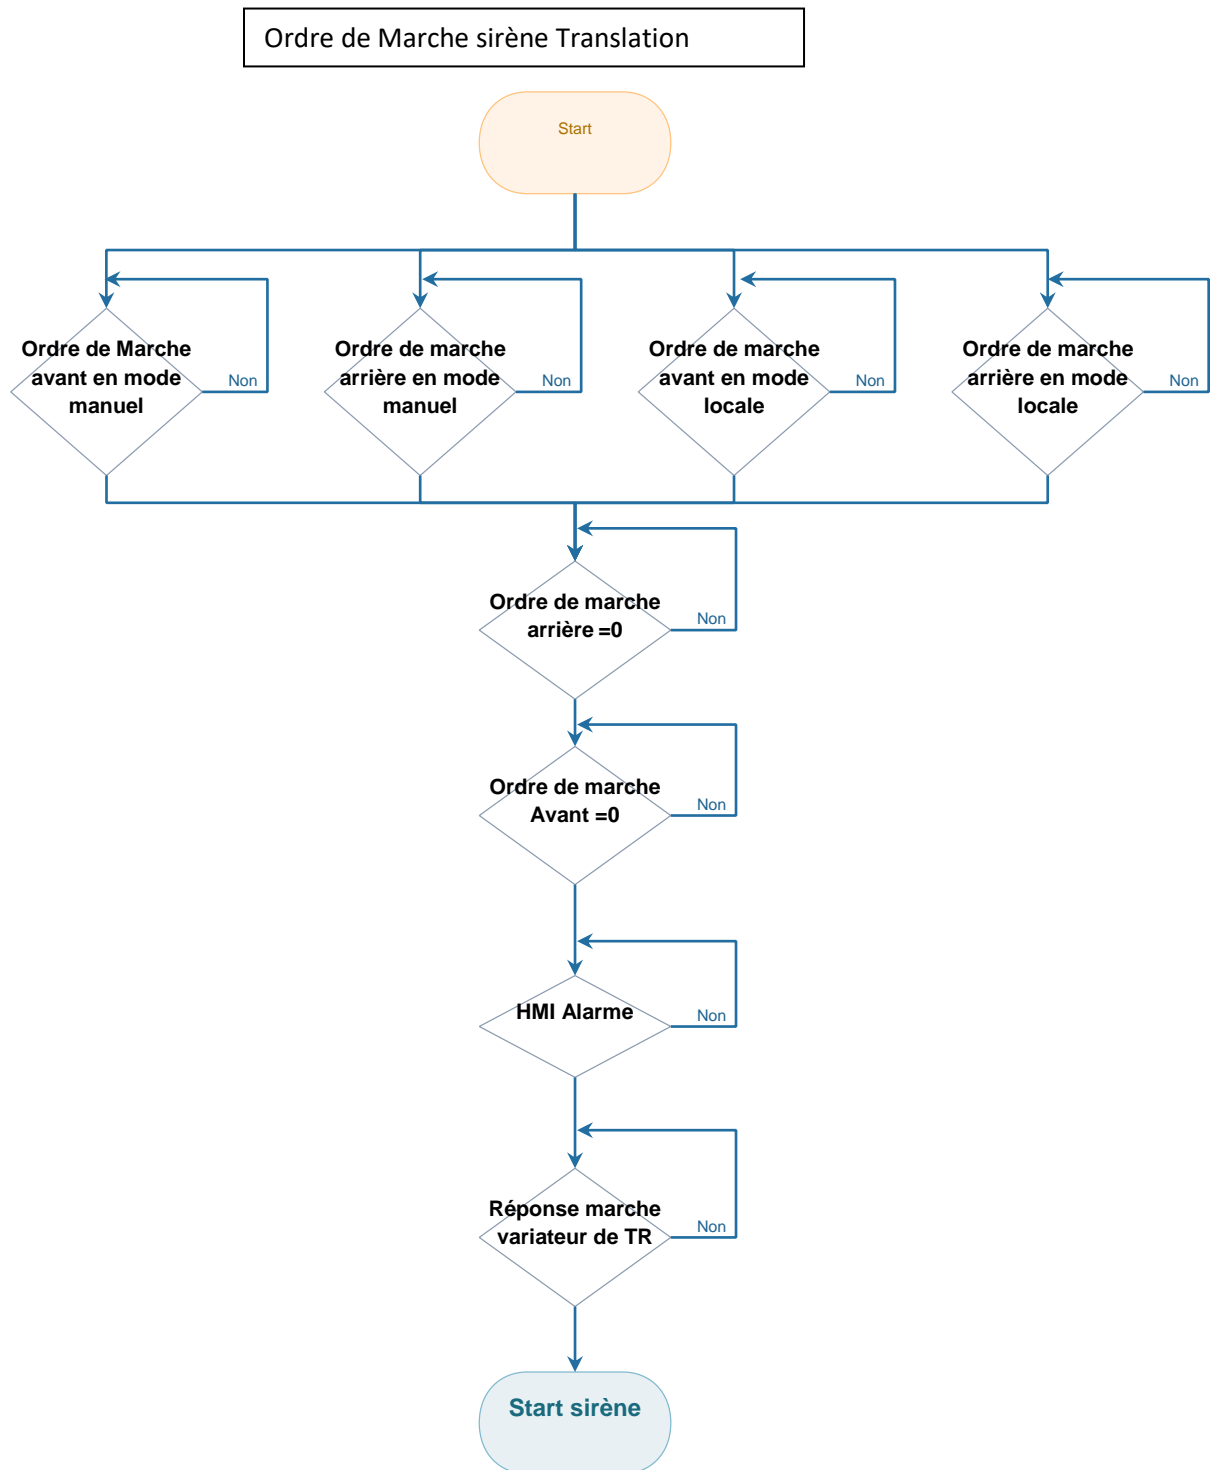 Ordre de Marche sirène Translation
Start
Ordre de Marche
avant en mode
manuel
Non
Ordre de marche
arrière en mode
manuel
Non
Ordre de marche
avant en mode
locale
Non
Ordre de marche
arrière en mode
locale
Non
Ordre de marche
arrière =0
Non
Ordre de marche
Avant =0
Non
HMI Alarme
Non
Réponse marche
variateur de TR
Non
Start sirène